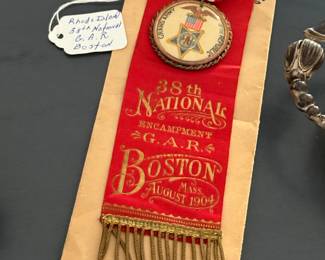 Rhode Island
38th National
G.A.R
Boston
38th
NATIONAL
ENCAMPMENT
G.A.R.
BOSTON
MASS.
AUGUST 1904